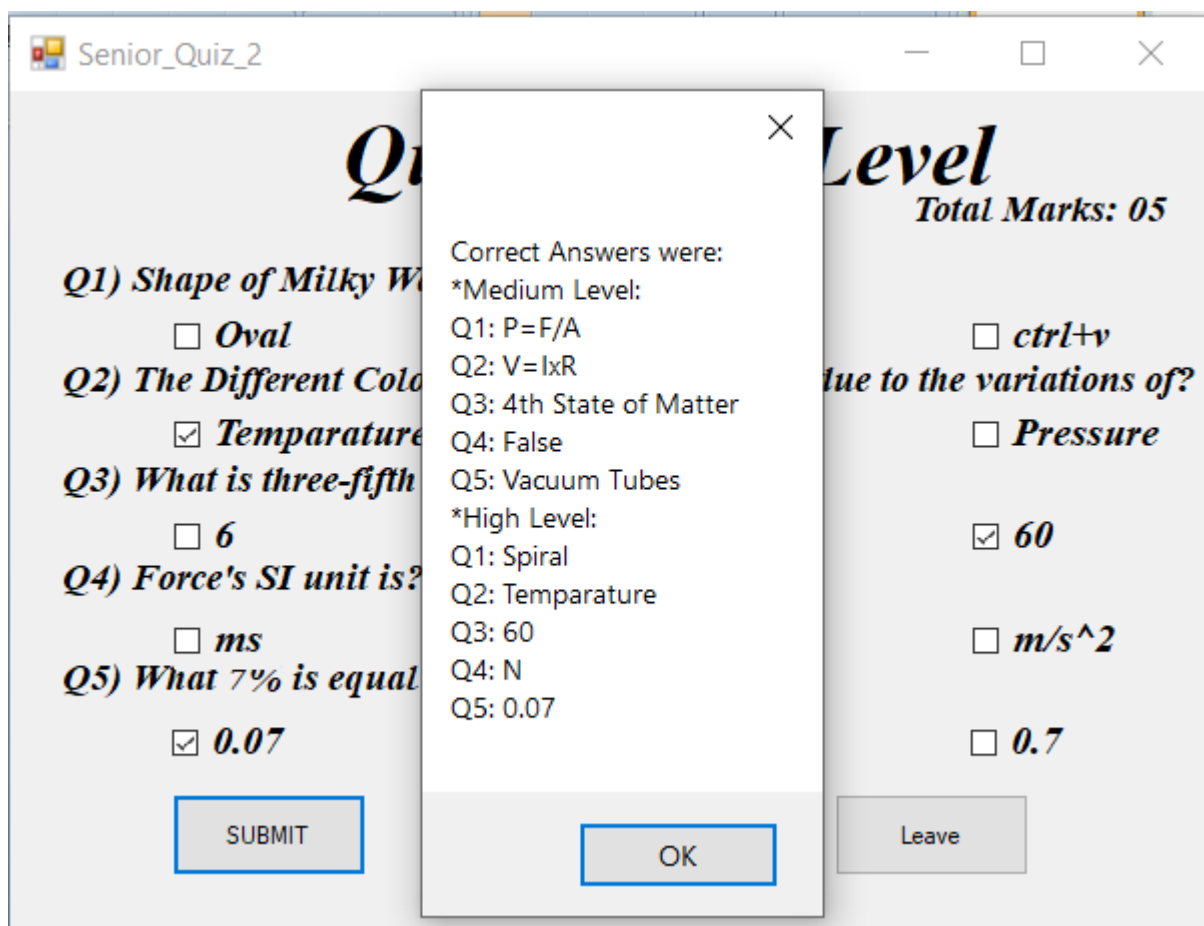 Senior_Quiz_2
Level
Total Marks: 05
Q1) Shape of Milky
Oval
ctrl+v
Q2) The Different due to the variations of?
Temparature
Pressure
Q3) What is three-fifth
6
60
Q4) Force's SI unit is?
ms
m/s^2
Q5) What 7% is equal
0.07
0.7
SUBMIT
Leave
Correct Answers were:
*Medium Level:
Q1: P=F/A
Q2: V=IxR
Q3: 4th State of Matter
Q4: False
Q5: Vacuum Tubes
*High Level:
Q1: Spiral
Q2: Temparature
Q3: 60
Q4: N
Q5: 0.07
OK